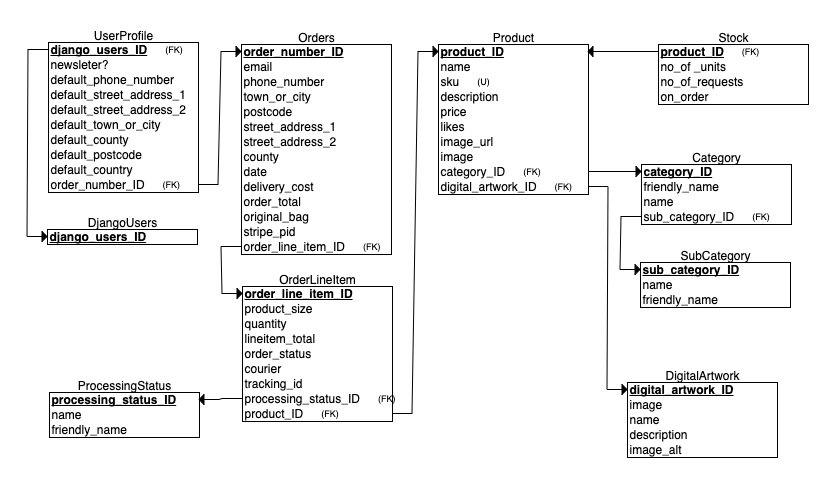 UserProfile
django_users_ID (FK)
newsleter?
default_phone_number
default_street_address_1
default_street_address_2
default_town_or_city
default_county
default_postcode
default_country
order_number_ID (FK)
DjangoUsers
django_users_ID
ProcessingStatus
processing_status_ID
name
friendly_name
Orders
order_number_ID
email
phone_number
town_or_city
postcode
street_address_1
street_address_2
county
date
delivery_cost
order_total
original_bag
stripe_pid
order_line_item_ID (FK)
OrderLineItem
order_line_item_ID
product_size
quantity
lineitem_total
order_status
courier
tracking_id
processing_status_ID (FK)
product_ID (FK)
Product
product_ID
name
sku (U)
description
price
likes
image_url
image
category_ID (FK)
digital_artwork_ID (FK)
Stock
product_ID (FK)
no_of _units
no_of_requests
on_order
Category
category_ID
friendly_name
name
sub_category_ID (FK)
SubCategory
sub_category_ID
name
friendly_name
DigitalArtwork
digital_artwork_ID
image
name
description
image_alt